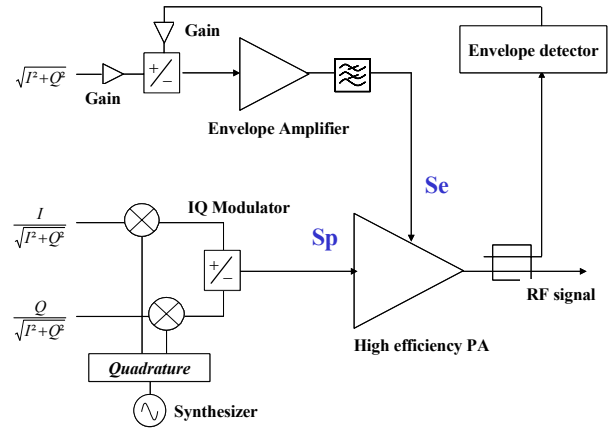 Gain
Envelope detector
+/−
√I²+Q²
Gain
Envelope Amplifier
Se
IQ Modulator
I
√I²+Q²
Sp
+/−
Q
√I²+Q²
RF signal
High efficiency PA
Quadrature
Synthesizer